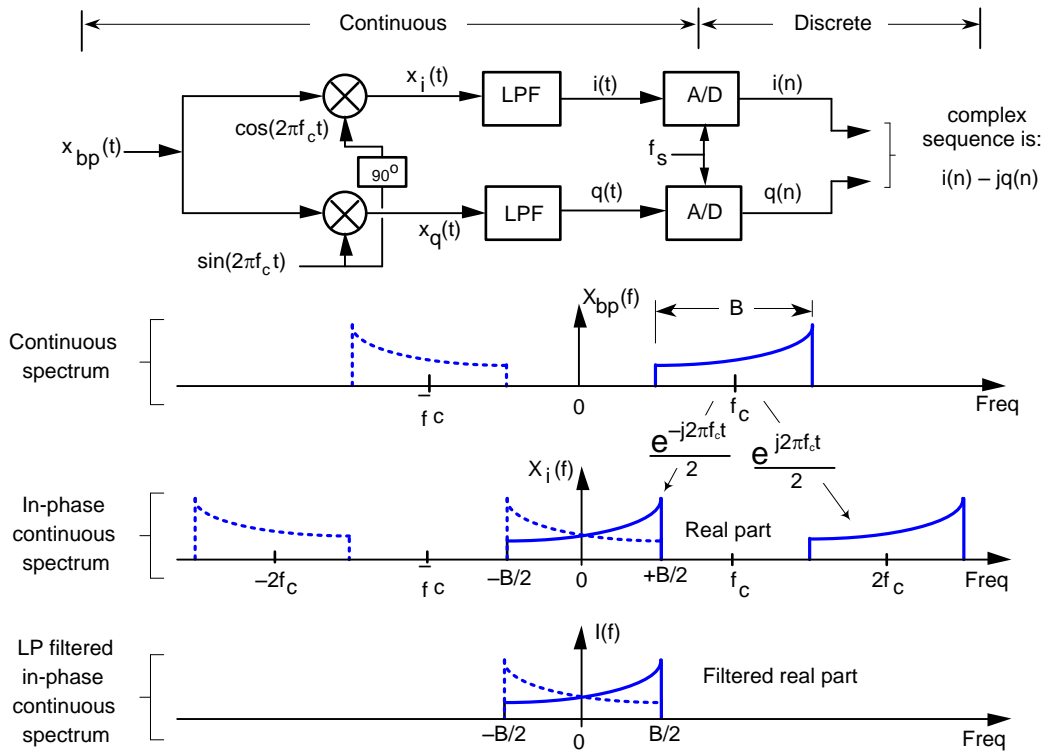 Continuous
Discrete
x_i(t)
LPF
i(t)
A/D
i(n)
cos(2πf_ct)
x_bp(t)
90°
f_s
complex
sequence is:
i(n) – jq(n)
x_q(t)
LPF
q(t)
A/D
q(n)
sin(2πf_ct)
X_bp(f)
B
Continuous
spectrum
–f_c
0
f_c
Freq
e^–j2πf_ct / 2
e^j2πf_ct / 2
X_i(f)
In-phase
continuous
spectrum
Real part
–2f_c
–f_c
–B/2
0
+B/2
f_c
2f_c
Freq
LP filtered
in-phase
continuous
spectrum
I(f)
Filtered real part
–B/2
0
B/2
Freq